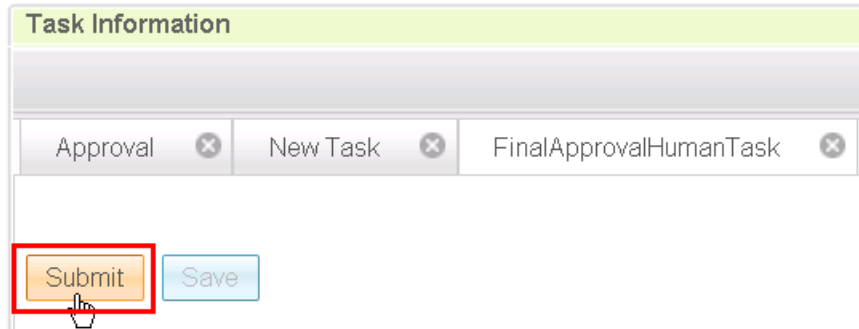 Task Information
Approval New Task FinalApprovalHumanTask
Submit Save